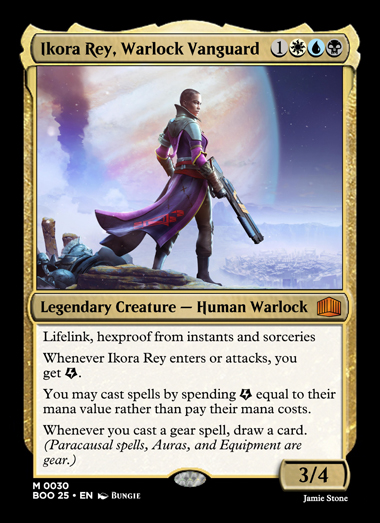 Ikora Rey, Warlock Vanguard 1
Legendary Creature — Human Warlock
Lifelink, hexproof from instants and sorceries
Whenever Ikora Rey enters or attacks, you
get .
You may cast spells by spending equal to their
mana value rather than pay their mana costs.
Whenever you cast a gear spell, draw a card.
(Paracausal spells, Auras, and Equipment are
gear.)
3/4
M 0030
BOO 25 • EN Bungie
Jamie Stone